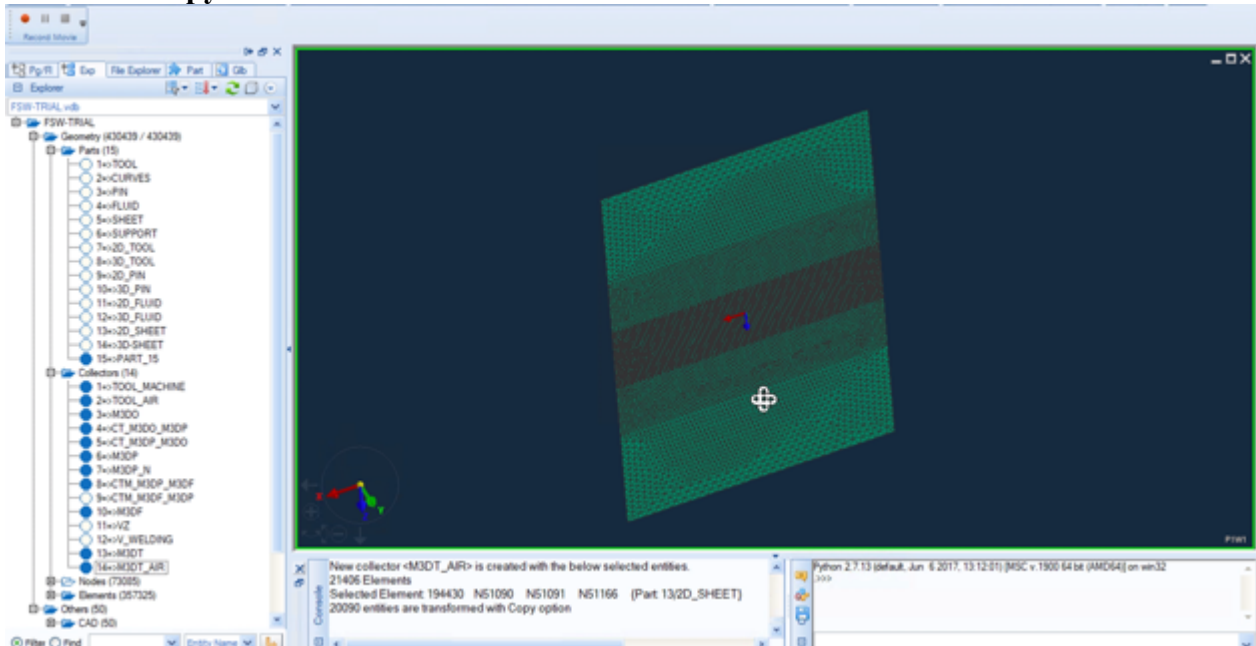 Record Movie
Exp
File Explorer
Part
Explorer
FSW-TRIAL.vdb
FSW-TRIAL
Geometry (430439 / 430439)
Parts (15)
1<>TOOL
2<>CURVES
3<>PIN
4<>FLUID
5<>SHEET
6<>SUPPORT
7<>2D_TOOL
8<>3D_TOOL
9<>2D_PIN
10<>3D_PIN
11<>2D_FLUID
12<>3D_FLUID
13<>2D_SHEET
14<>3D-SHEET
15<>PART_15
Collectors (14)
1<>TOOL_MACHINE
2<>TOOL_AIR
3<>M3DO
4<>CT_M3DO_M3DP
5<>CT_M3DP_M3DO
6<>M3DP
7<>M3DP_N
8<>CTM_M3DP_M3DF
9<>CTM_M3DF_M3DP
10<>M3DF
11<>VZ
12<>V_WELDING
13<>M3DT
14<>M3DT_AIR
Nodes (73085)
Elements (357325)
Others (50)
CAD (50)
Filter Find Entity Name
X Y
P1W1
Console
New collector <M3DT_AIR> is created with the below selected entities.
21406 Elements
Selected Element: 194430 N51090 N51091 N51166 (Part: 13/2D_SHEET)
20090 entities are transformed with Copy option
Python 2.7.13 (default, Jun 6 2017, 13:12:01) [MSC v.1900 64 bit (AMD64)] on win32
>>>